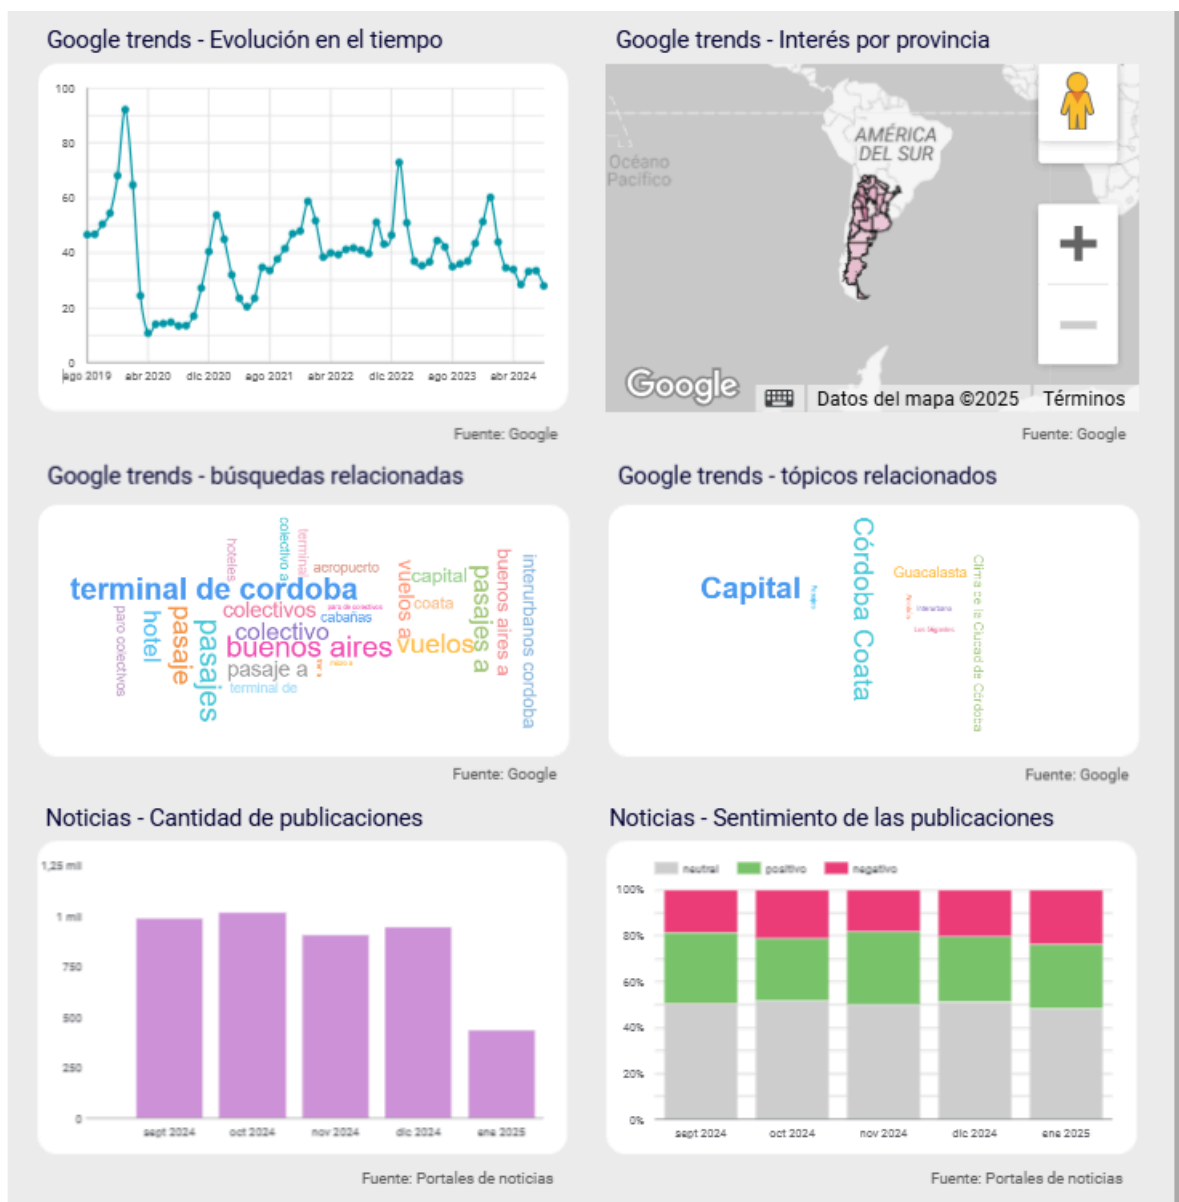 Google trends - Evolución en el tiempo
100
80
60
40
20
0
ago 2019 abr 2020 dic 2020 ago 2021 abr 2022 dic 2022 ago 2023 abr 2024
Fuente: Google
Google trends - Interés por provincia
AMÉRICA
DEL SUR
Océano
Pacífico
Google
Datos del mapa ©2025 Términos
Fuente: Google
Google trends - búsquedas relacionadas
terminal de cordoba
hoteles
colectivo a
terminal
aeropuerto
vuelos a
capital
coata
pasajes a
buenos aires a
interurbanos cordoba
paro colectivos
hotel
pasaje
pasajes
colectivos
paro de colectivos
cabañas
colectivo
buenos aires
vuelos
pasaje a
terminal de
Fuente: Google
Google trends - tópicos relacionados
Capital
Córdoba Coata
Guacalasta
Interurbano
Clima de la Ciudad de Córdoba
Fuente: Google
Noticias - Cantidad de publicaciones
1,25 mil
1 mil
750
500
250
0
sept 2024 oct 2024 nov 2024 dic 2024 ene 2025
Fuente: Portales de noticias
Noticias - Sentimiento de las publicaciones
neutral positivo negativo
100%
80%
60%
40%
20%
0%
sept 2024 oct 2024 nov 2024 dic 2024 ene 2025
Fuente: Portales de noticias